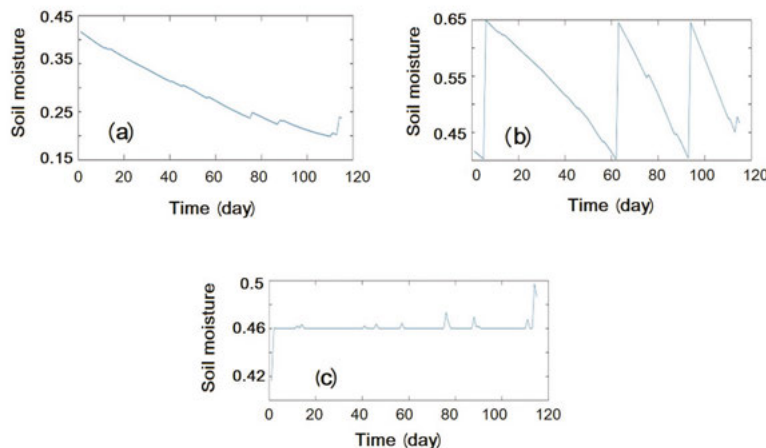 0.45
0.35
0.25
0.15
Soil moisture
(a)
0 20 40 60 80 100 120
Time (day)
0.65
0.55
0.45
Soil moisture
(b)
0 20 40 60 80 100 120
Time (day)
0.5
0.46
0.42
Soil moisture
(c)
0 20 40 60 80 100 120
Time (day)